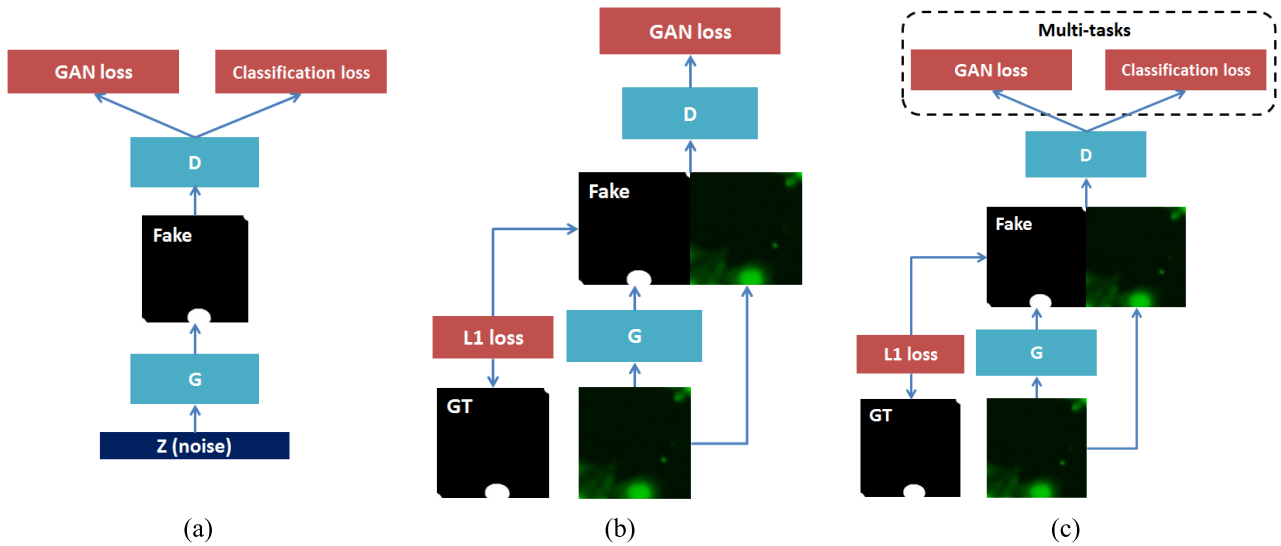 GAN loss
Classification loss
D
Fake
G
Z (noise)
(a)
GAN loss
D
Fake
L1 loss
G
GT
(b)
Multi-tasks
GAN loss
Classification loss
D
Fake
L1 loss
G
GT
(c)